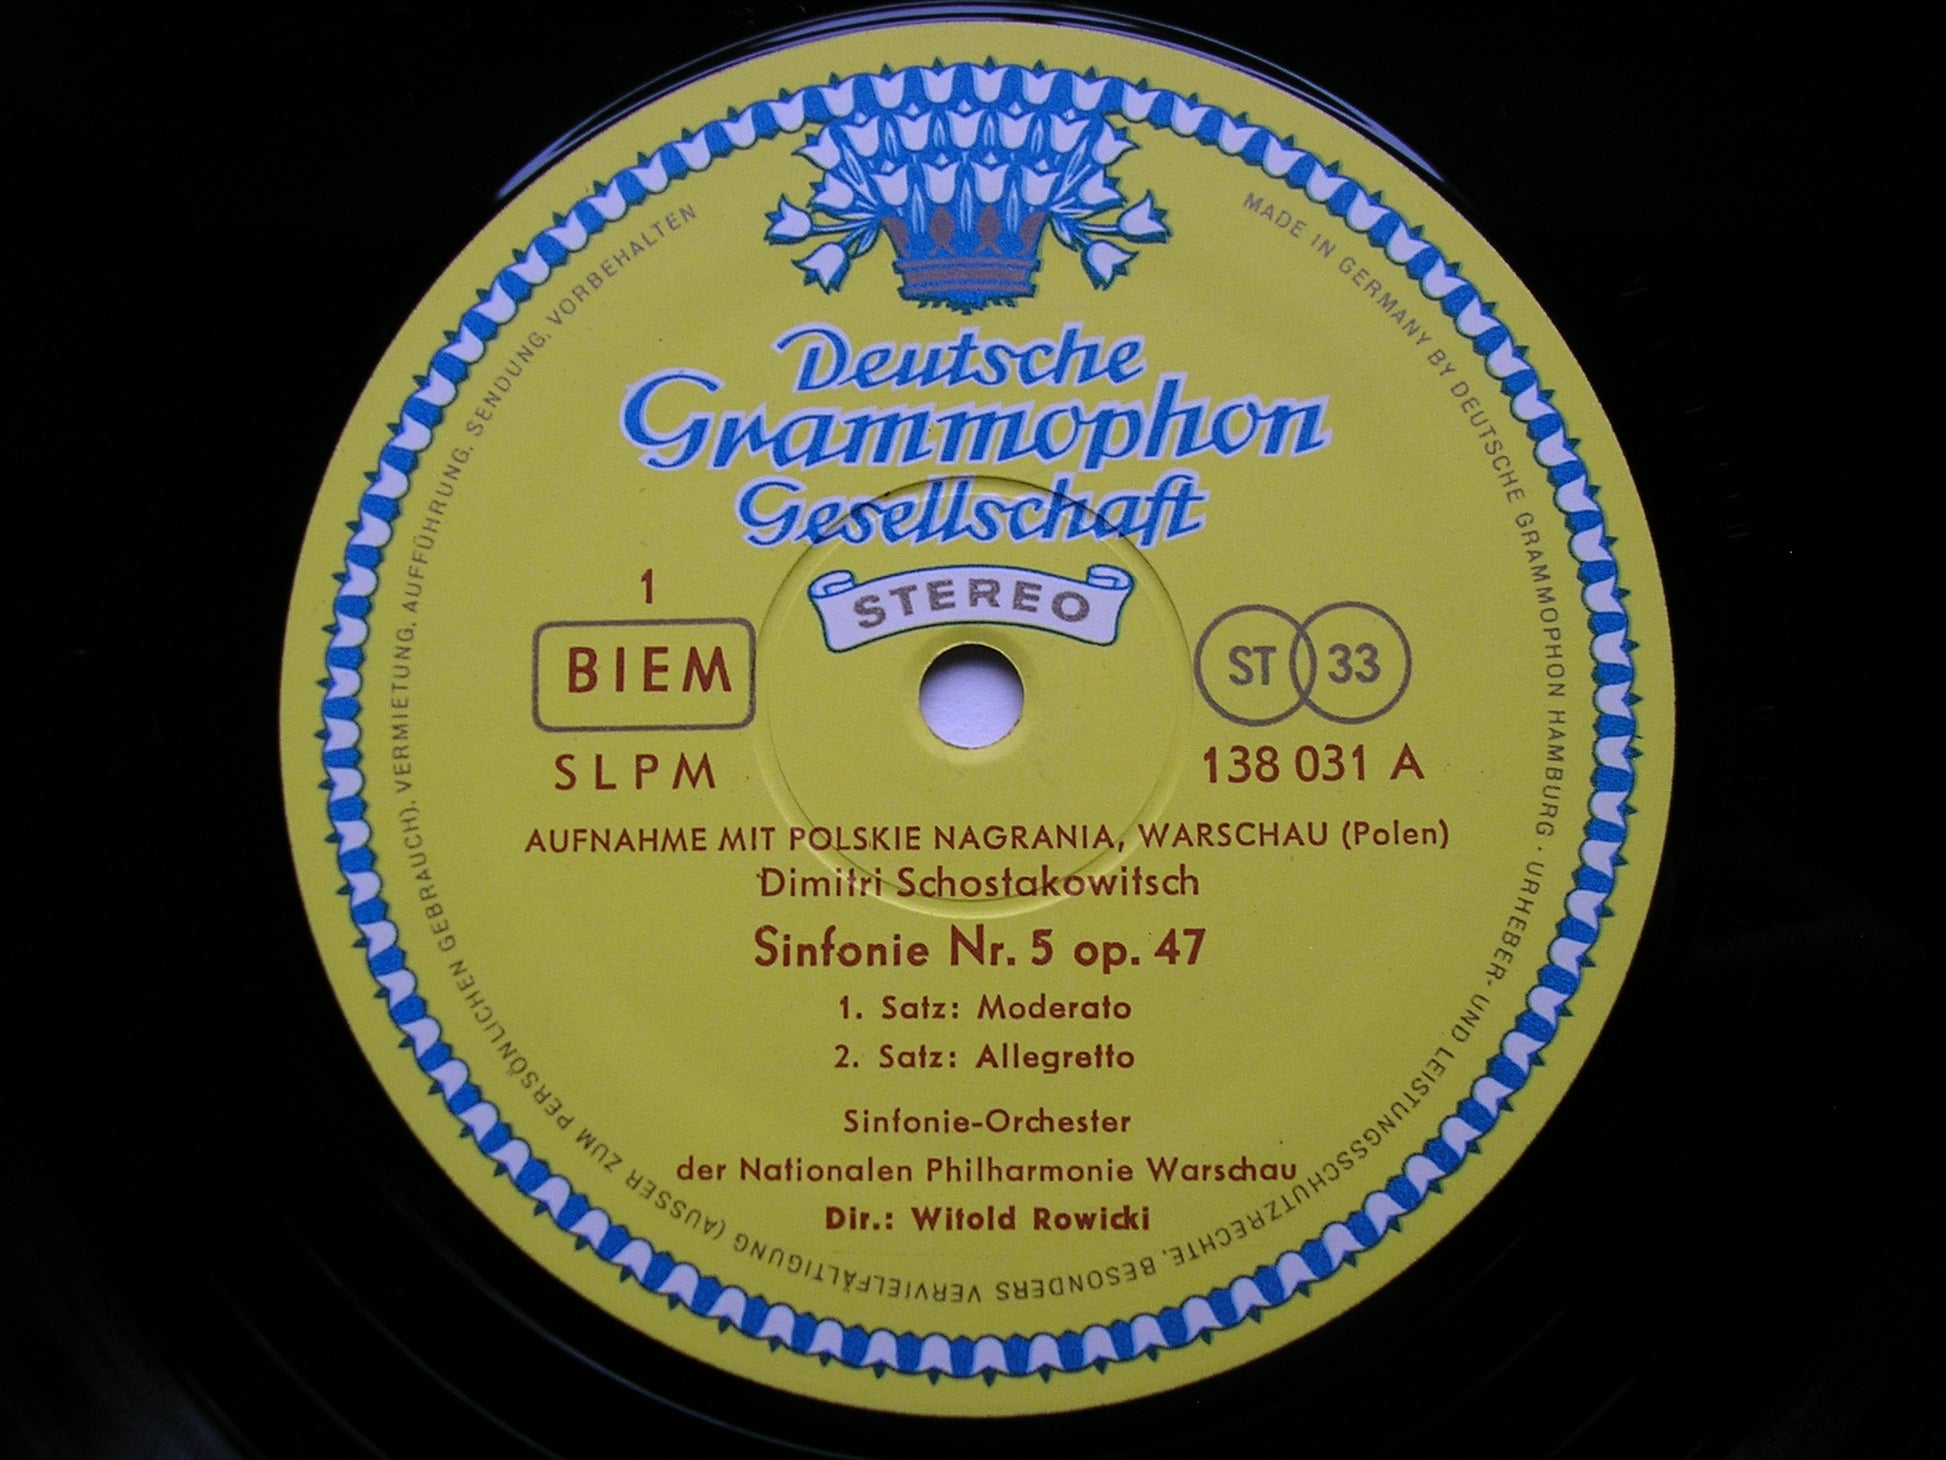 Deutsche
Grammophon
Gesellschaft
STEREO
1
BIEM
SLPM
ST 33
138 031 A
AUFNAHME MIT POLSKIE NAGRANIA, WARSCHAU (Polen)
Dimitri Schostakowitsch
Sinfonie Nr. 5 op. 47
1. Satz: Moderato
2. Satz: Allegretto
Sinfonie-Orchester
der Nationalen Philharmonie Warschau
Dir.: Witold Rowicki
MADE IN GERMANY BY DEUTSCHE GRAMMOPHON HAMBURG · URHEBER- UND LEISTUNGSSCHUTZRECHTE, BESONDERS VERVIELFÄLTIGUNG (AUSSER ZUM PERSÖNLICHEN GEBRAUCH), VERMIETUNG, AUFFÜHRUNG, SENDUNG, VORBEHALTEN